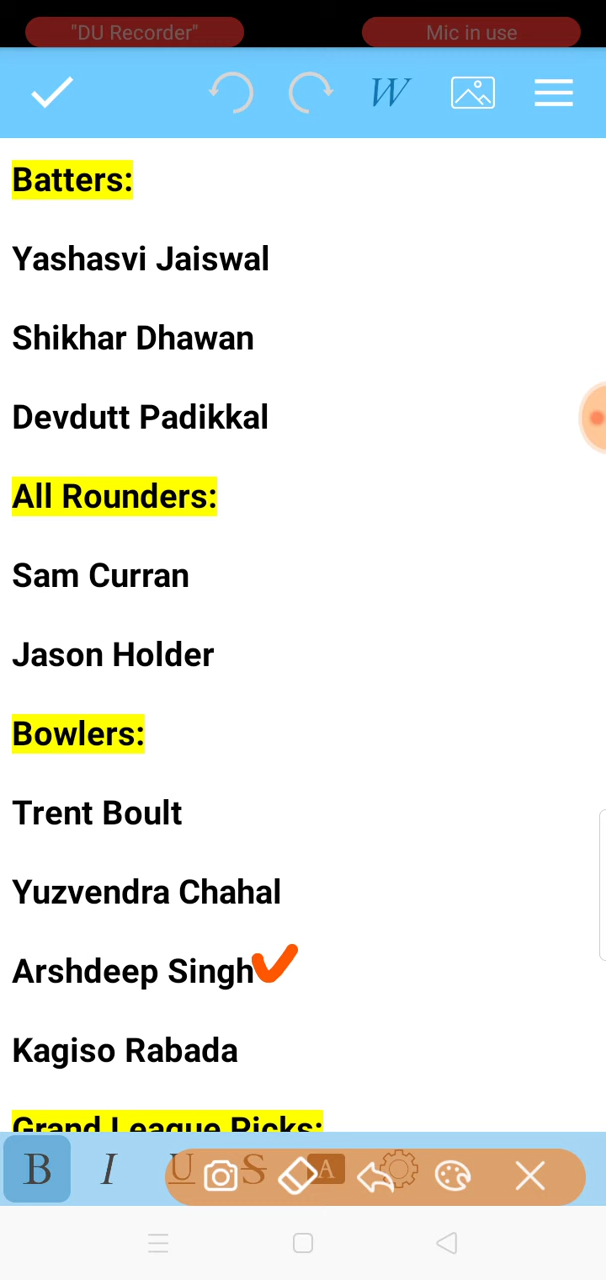 "DU Recorder"
Mic in use
W
Batters:
Yashasvi Jaiswal
Shikhar Dhawan
Devdutt Padikkal
All Rounders:
Sam Curran
Jason Holder
Bowlers:
Trent Boult
Yuzvendra Chahal
Arshdeep Singh
Kagiso Rabada
Grand League Picks:
B I U S A